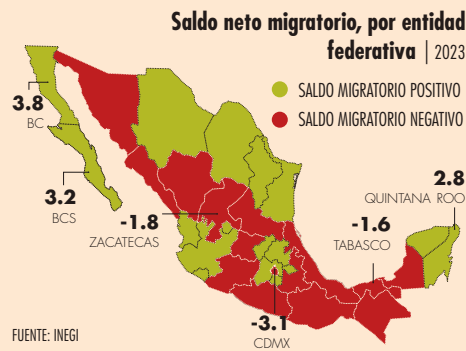 Saldo neto migratorio, por entidad
federativa | 2023
SALDO MIGRATORIO POSITIVO
SALDO MIGRATORIO NEGATIVO
3.8
BC
3.2
BCS
-1.8
ZACATECAS
2.8
QUINTANA ROO
-1.6
TABASCO
-3.1
CDMX
FUENTE: INEGI